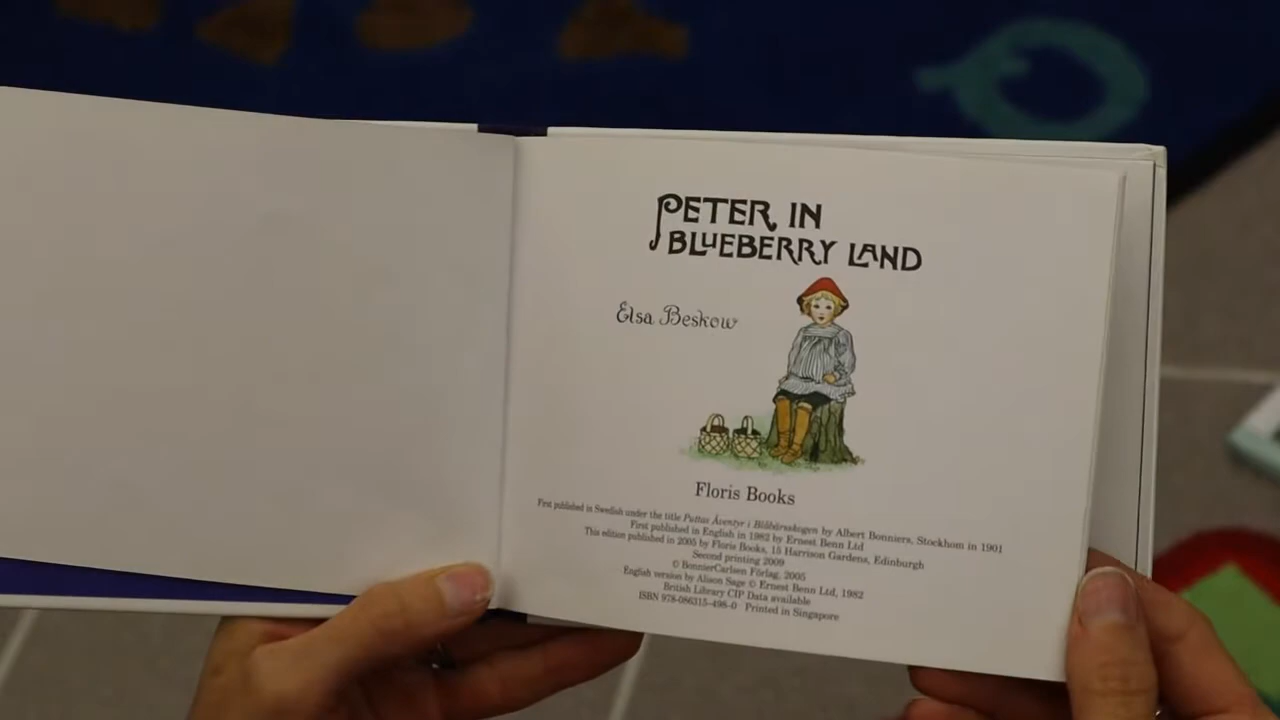 PETER IN
BLUEBERRY LAND
Elsa Beskow
Floris Books
First published in Swedish under the title Puttes Äventyr i Blåbärsskogen by Albert Bonniers, Stockhom in 1901
First published in English in 1982 by Ernest Benn Ltd
This edition published in 2005 by Floris Books, 15 Harrison Gardens, Edinburgh
Second printing 2009
© BonnierCarlsen Förlag, 2005
English version by Alison Sage © Ernest Benn Ltd, 1982
British Library CIP Data available
ISBN 978-086315-498-0 Printed in Singapore